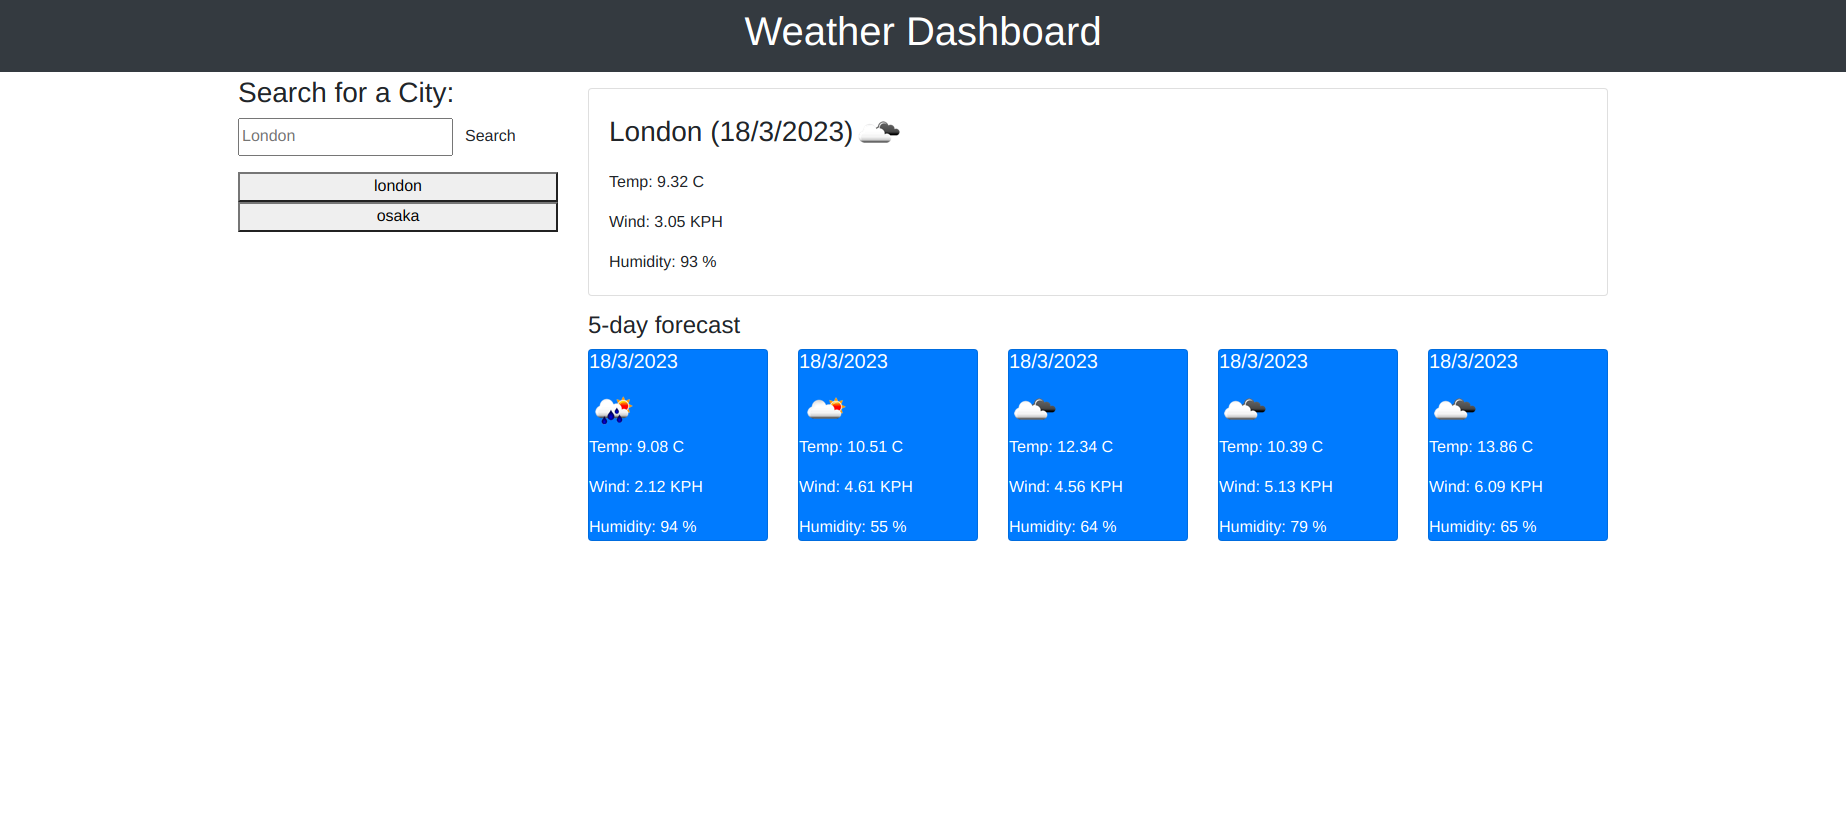 Weather Dashboard
Search for a City:
London
Search
london
osaka
London (18/3/2023)
Temp: 9.32 C
Wind: 3.05 KPH
Humidity: 93 %
5-day forecast
18/3/2023
Temp: 9.08 C
Wind: 2.12 KPH
Humidity: 94 %
18/3/2023
Temp: 10.51 C
Wind: 4.61 KPH
Humidity: 55 %
18/3/2023
Temp: 12.34 C
Wind: 4.56 KPH
Humidity: 64 %
18/3/2023
Temp: 10.39 C
Wind: 5.13 KPH
Humidity: 79 %
18/3/2023
Temp: 13.86 C
Wind: 6.09 KPH
Humidity: 65 %